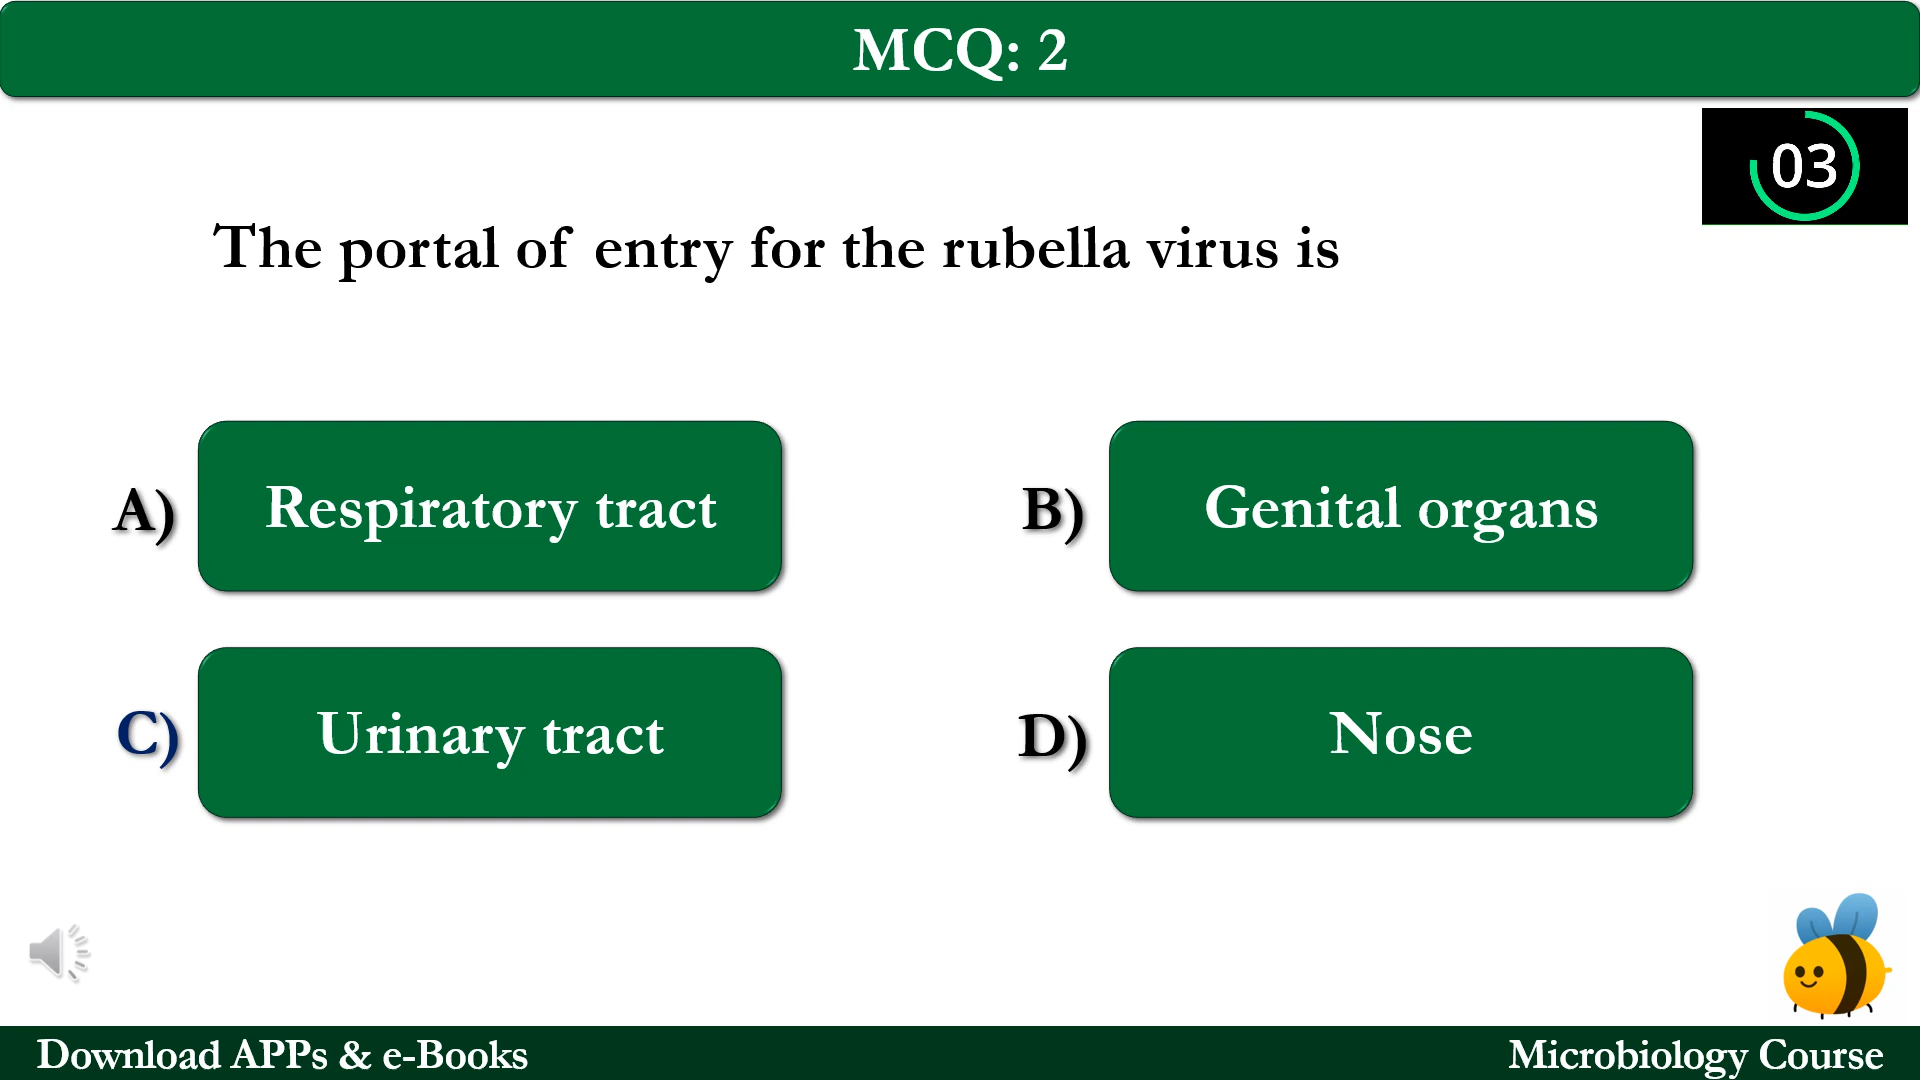 MCQ: 2
03
The portal of entry for the rubella virus is
A) Respiratory tract
B) Genital organs
C) Urinary tract
D) Nose
Download APPs & e-Books
Microbiology Course